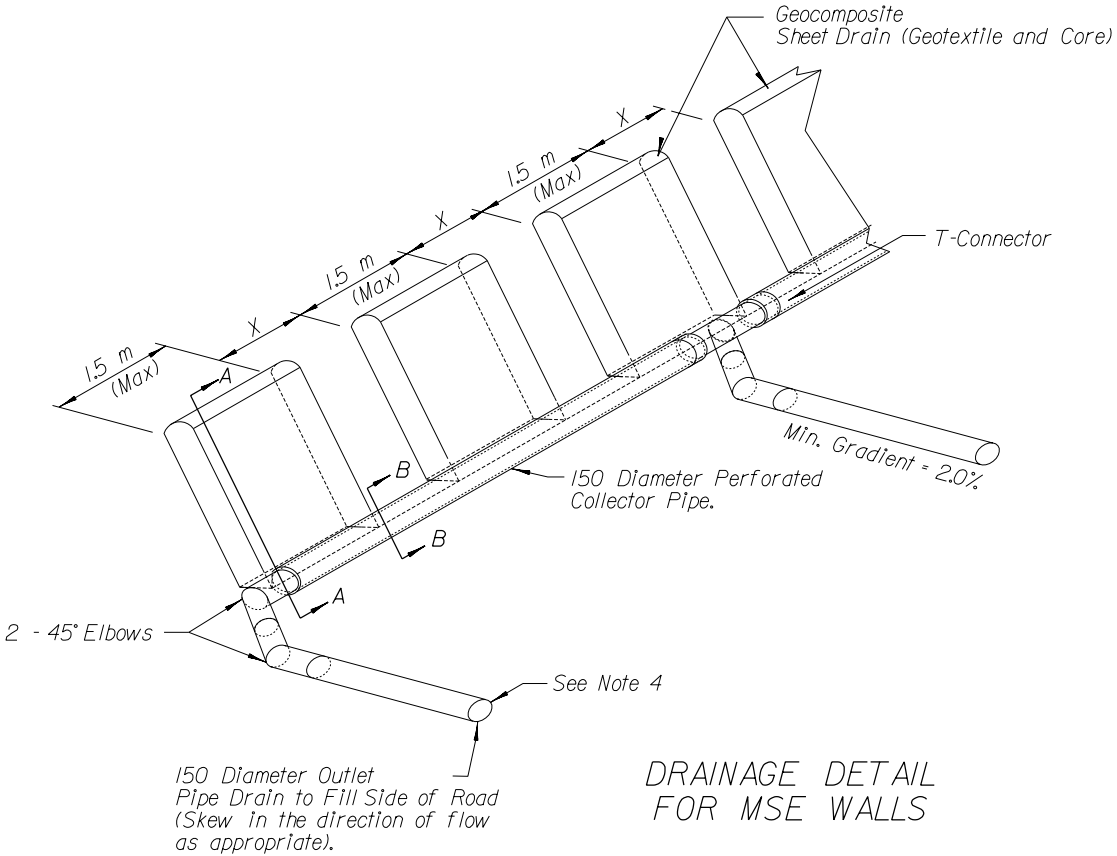 Geocomposite
Sheet Drain (Geotextile and Core)
X
1.5 m
(Max)
X
1.5 m
(Max)
X
1.5 m
(Max)
T-Connector
A
B
Min. Gradient = 2.0%
150 Diameter Perforated
Collector Pipe.
B
A
2 - 45° Elbows
See Note 4
150 Diameter Outlet
Pipe Drain to Fill Side of Road
(Skew in the direction of flow
as appropriate).
DRAINAGE DETAIL
FOR MSE WALLS